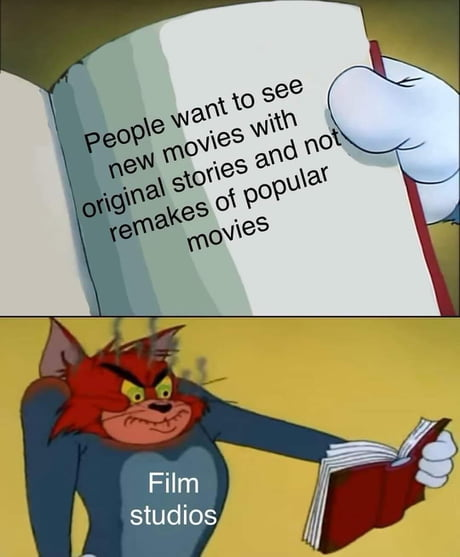 People want to see
new movies with
original stories and not
remakes of popular
movies
Film
studios